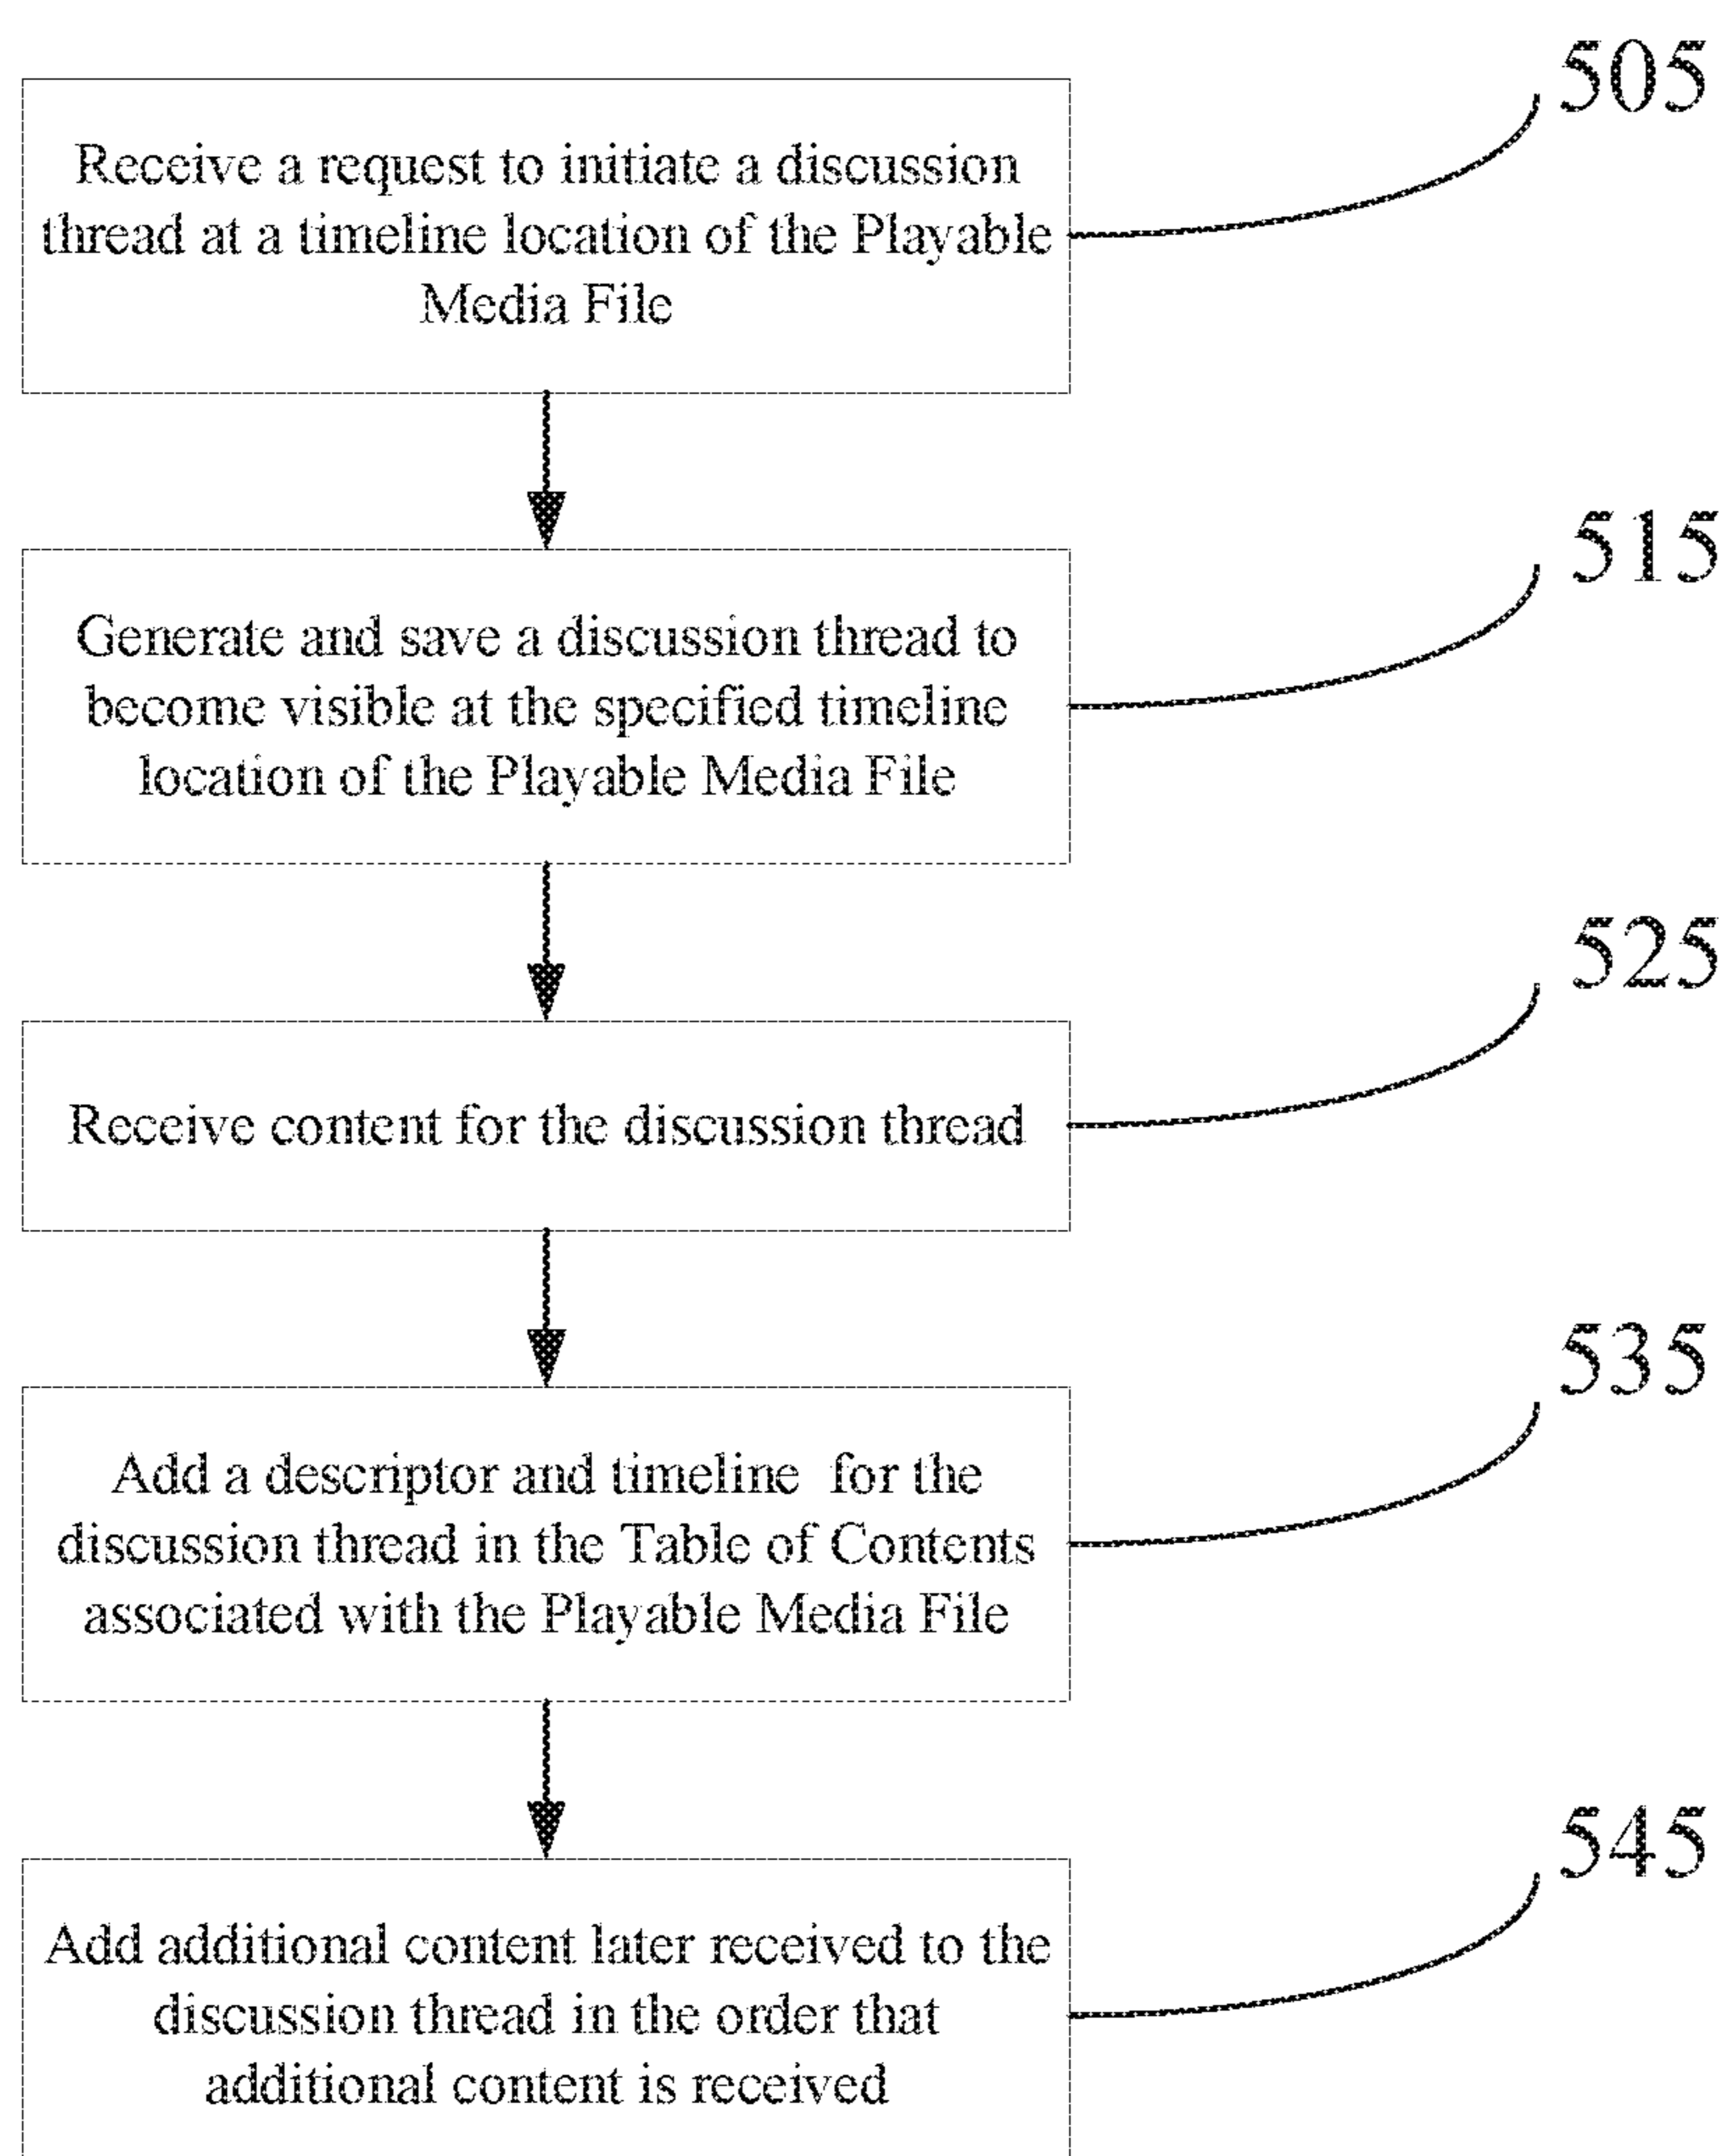 505
Receive a request to initiate a discussion
thread at a timeline location of the Playable
Media File
515
Generate and save a discussion thread to
become visible at the specified timeline
location of the Playable Media File
525
Receive content for the discussion thread
535
Add a descriptor and timeline for the
discussion thread in the Table of Contents
associated with the Playable Media File
545
Add additional content later received to the
discussion thread in the order that
additional content is received